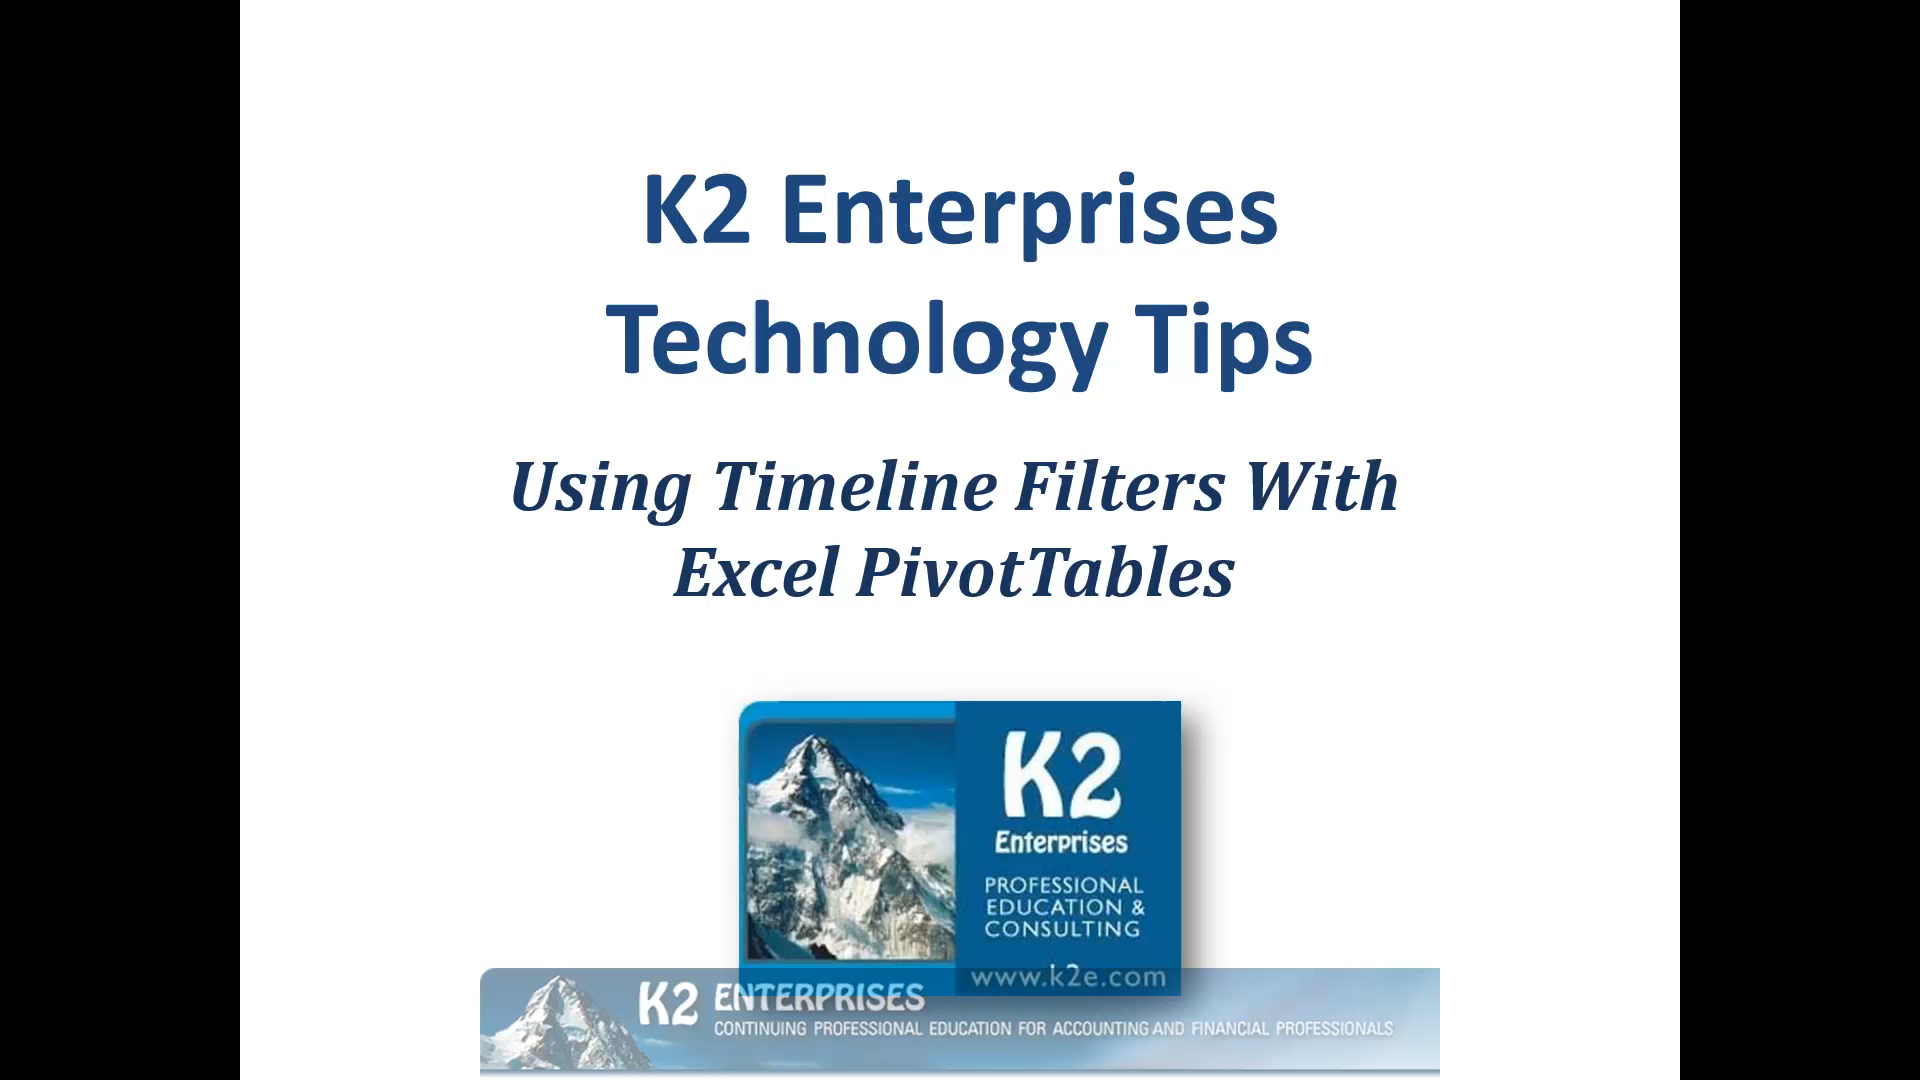 K2 Enterprises
Technology Tips
Using Timeline Filters With
Excel PivotTables
K2
Enterprises
PROFESSIONAL
EDUCATION &
CONSULTING
www.k2e.com
K2 ENTERPRISES
CONTINUING PROFESSIONAL EDUCATION FOR ACCOUNTING AND FINANCIAL PROFESSIONALS